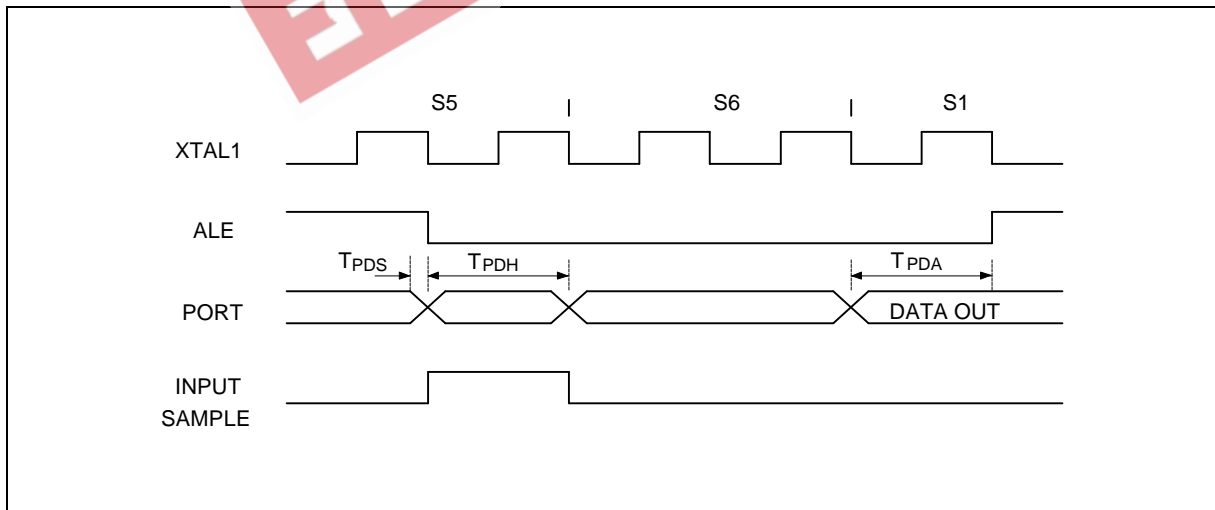 S5 S6 S1
XTAL1
ALE
TPDS TPDH TPDA
PORT DATA OUT
INPUT
SAMPLE